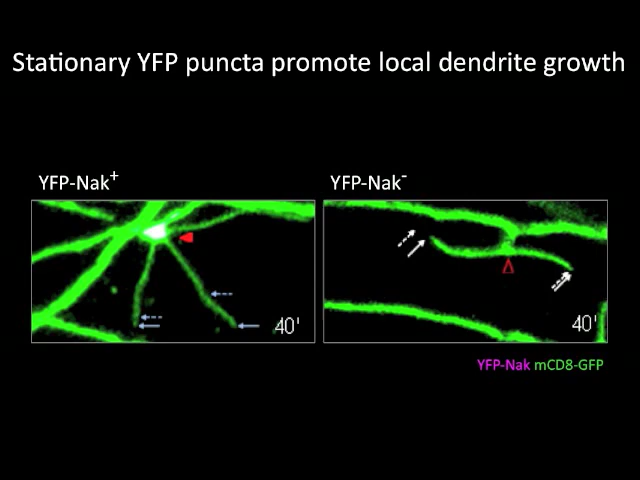 Stationary YFP puncta promote local dendrite growth
YFP-Nak+
YFP-Nak-
40'
40'
YFP-Nak mCD8-GFP